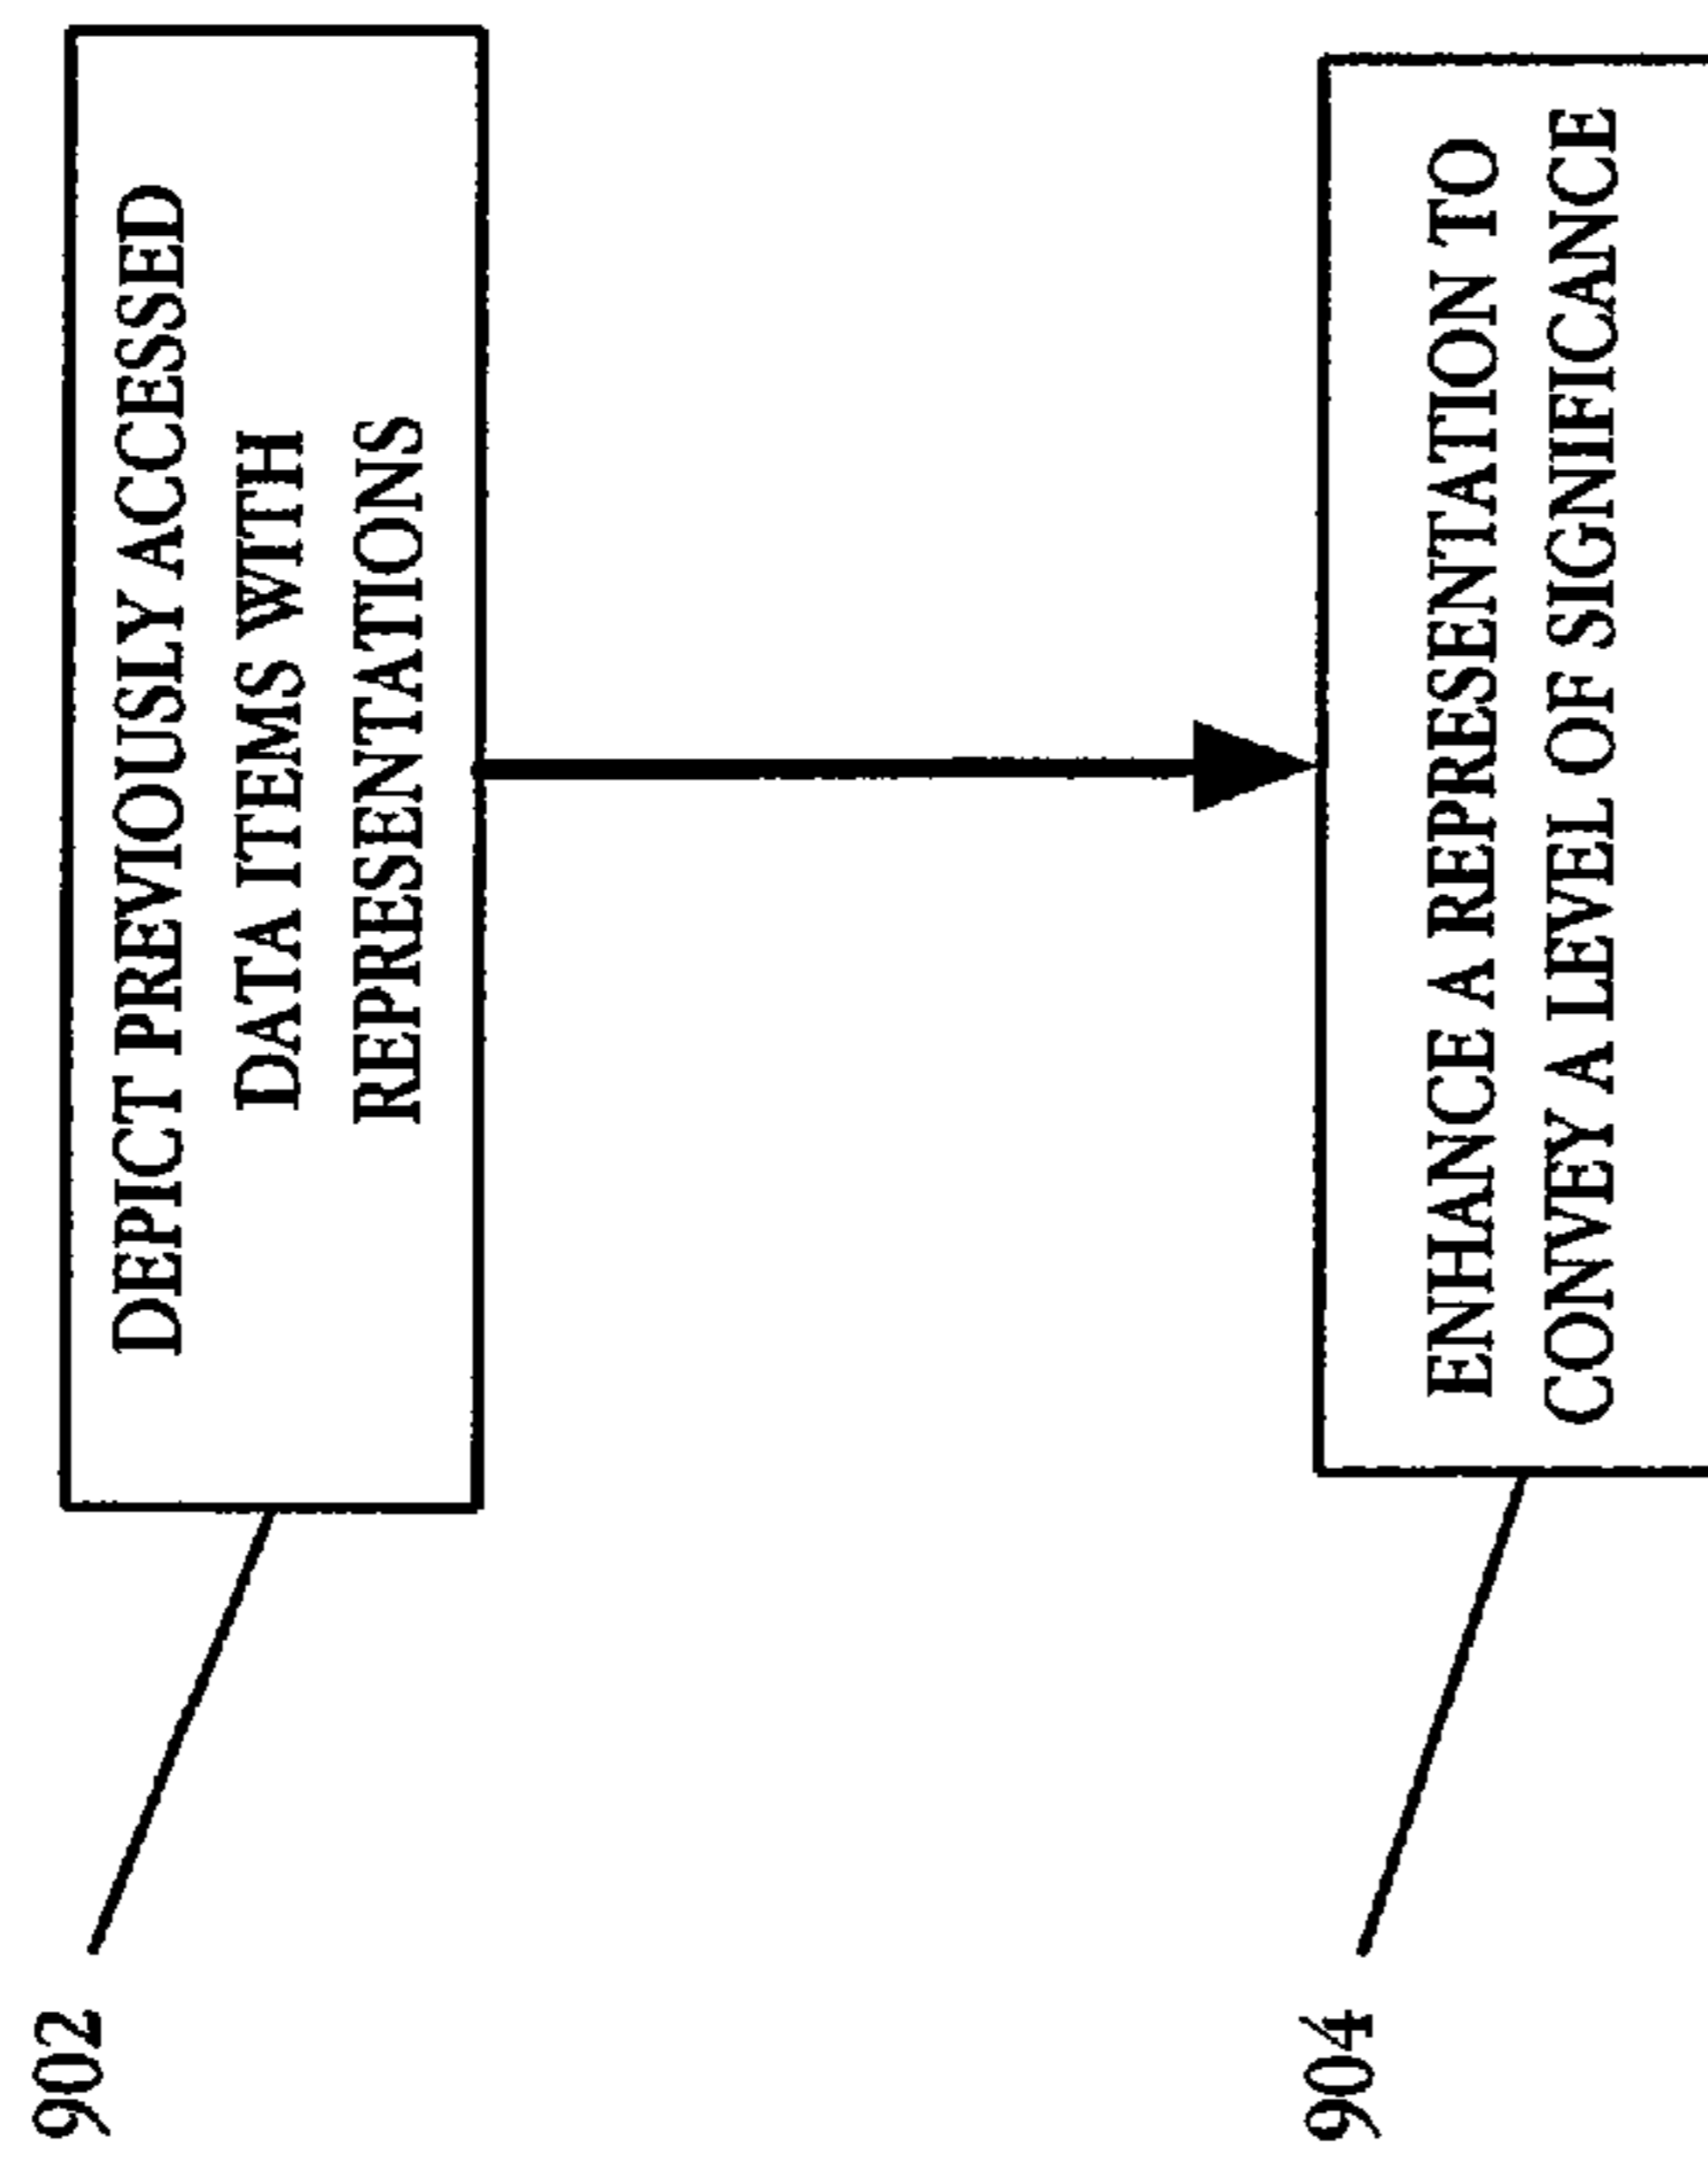 902
DEPICT PREVIOUSLY ACCESSED
DATA ITEMS WITH
REPRESENTATIONS
904
ENHANCE A REPRESENTATION TO
CONVEY A LEVEL OF SIGNIFICANCE